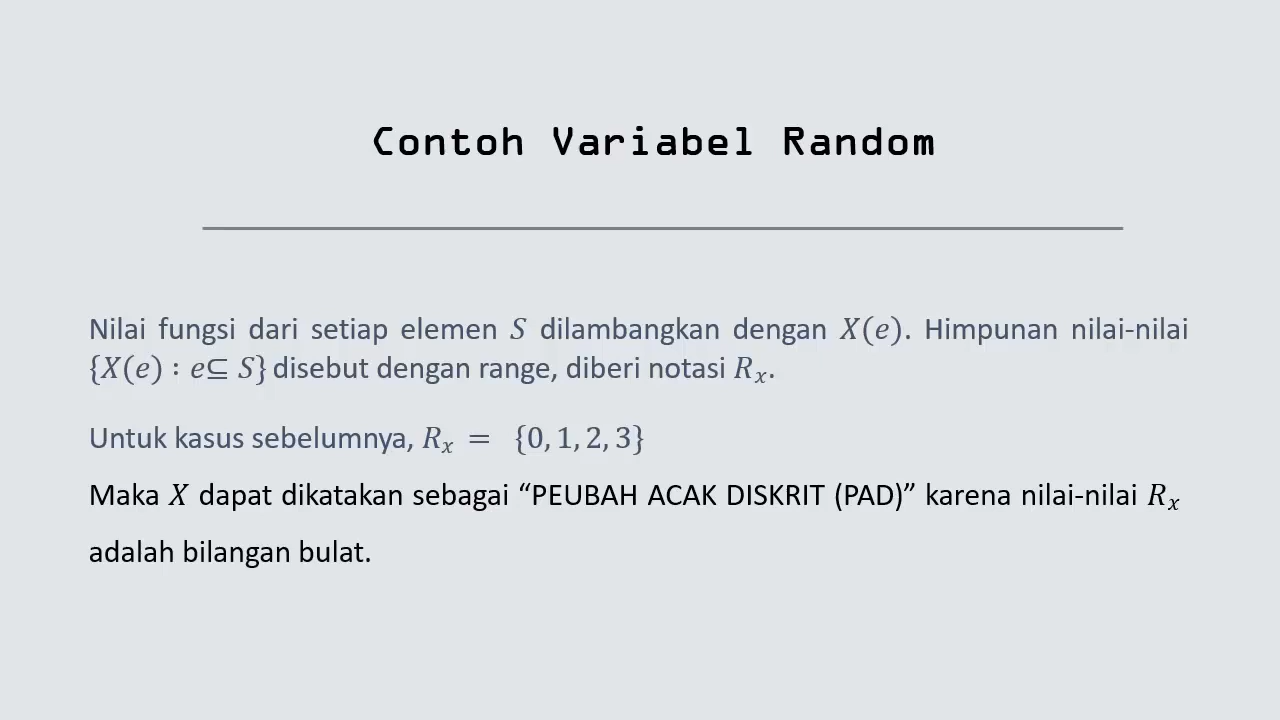 Contoh Variabel Random
Nilai fungsi dari setiap elemen S dilambangkan dengan X(e). Himpunan nilai-nilai
{X(e) : e⊆ S} disebut dengan range, diberi notasi Rₓ.
Untuk kasus sebelumnya, Rₓ = {0, 1, 2, 3}
Maka X dapat dikatakan sebagai “PEUBAH ACAK DISKRIT (PAD)” karena nilai-nilai Rₓ
adalah bilangan bulat.